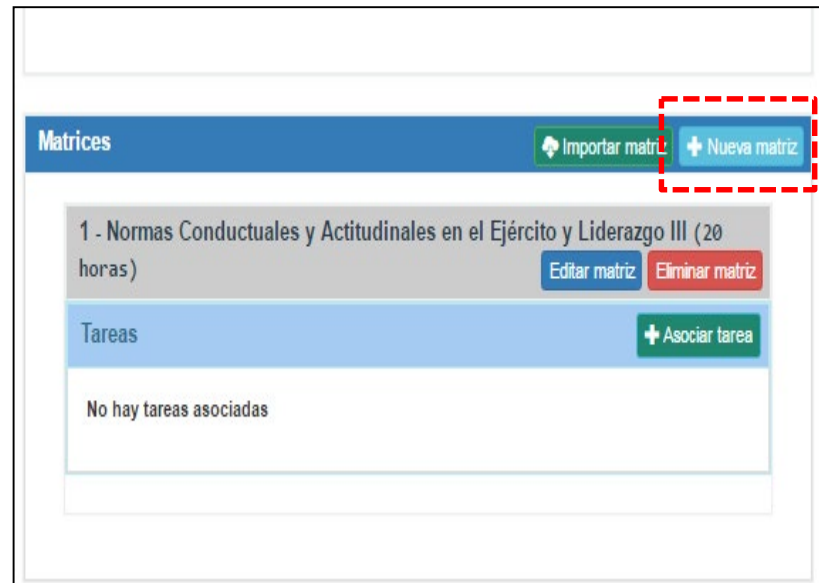 Matrices
Importar matriz
Nueva matriz
1 - Normas Conductuales y Actitudinales en el Ejército y Liderazgo III (20
horas)
Editar matriz
Eliminar matriz
Tareas
Asociar tarea
No hay tareas asociadas